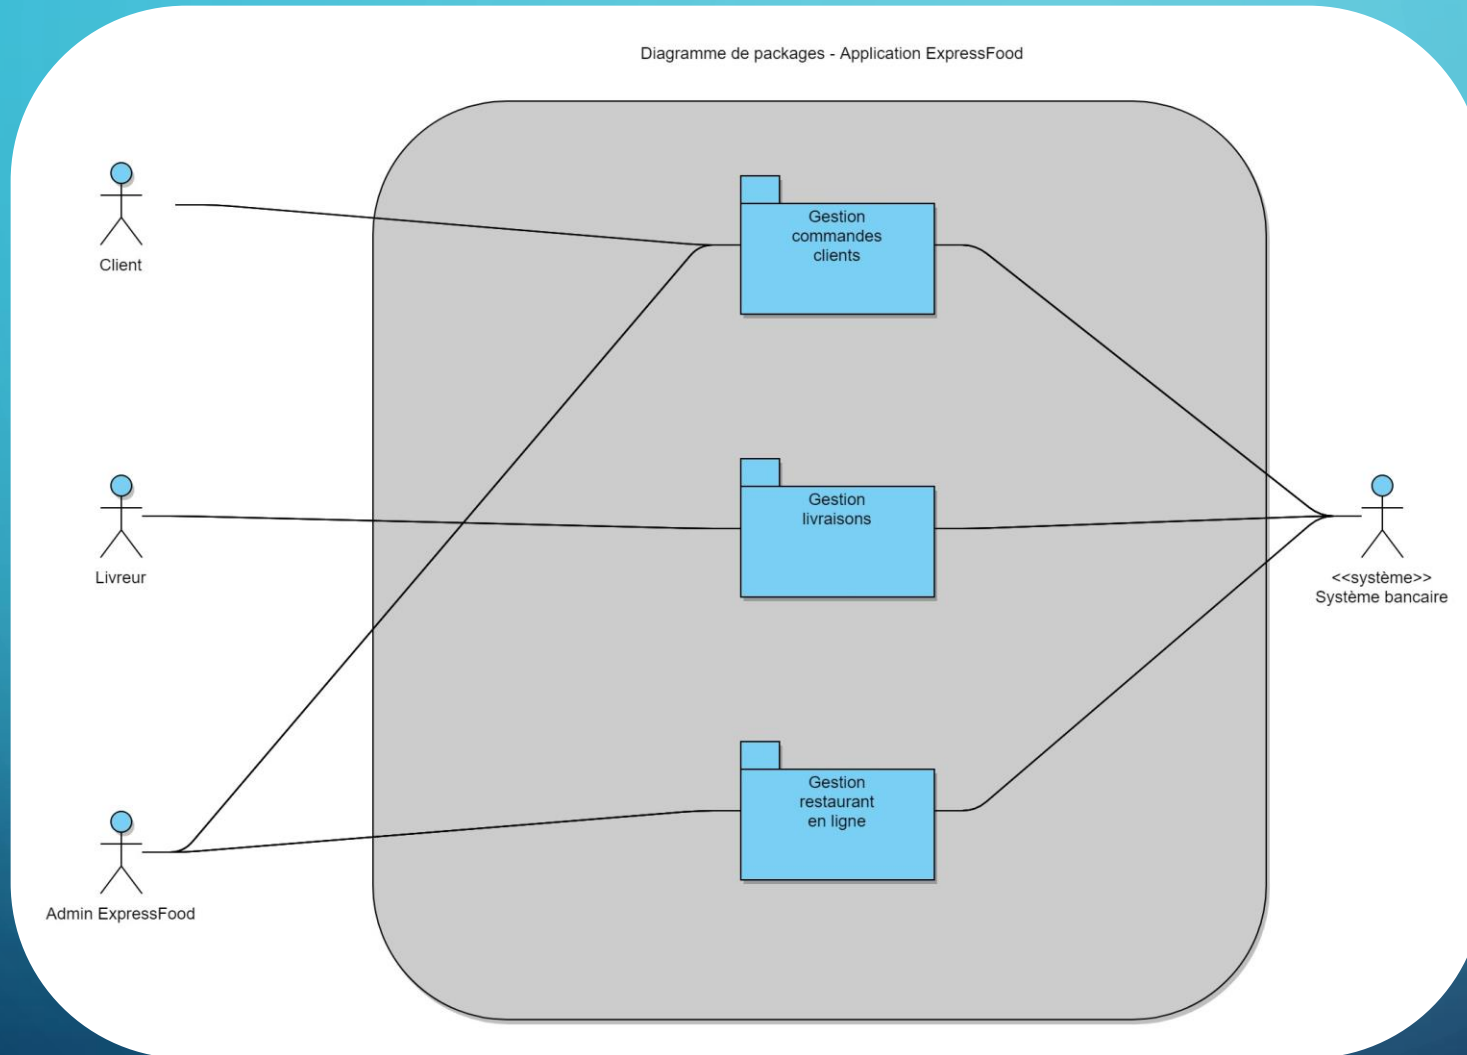 Diagramme de packages - Application ExpressFood
Client
Gestion
commandes
clients
Livreur
Gestion
livraisons
<<système>>
Système bancaire
Admin ExpressFood
Gestion
restaurant
en ligne